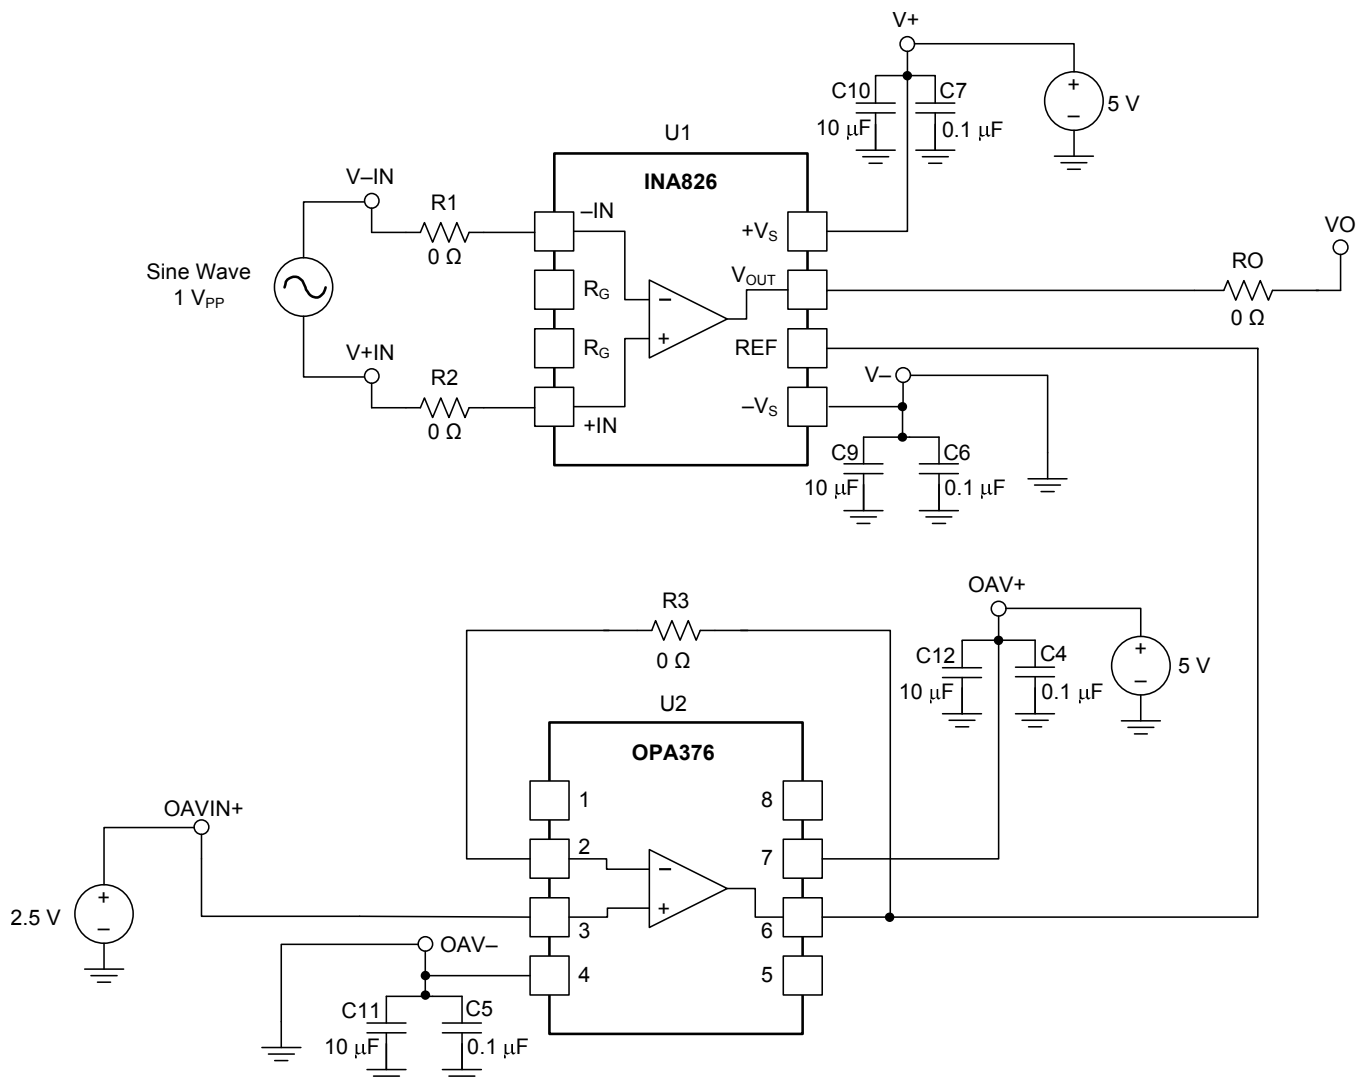 V+
C10
C7
10 μF
0.1 μF
+
–
5 V
U1
INA826
V–IN
R1
0 Ω
–IN
+VS
VO
Sine Wave
1 VPP
RG
VOUT
RO
0 Ω
–
+
RG
REF
V+IN
R2
0 Ω
+IN
V–
–VS
C9
C6
10 μF
0.1 μF
OAV+
R3
0 Ω
C12
C4
10 μF
0.1 μF
+
–
5 V
U2
OPA376
1
8
OAVIN+
2
7
–
+
+
–
2.5 V
3
6
OAV–
4
5
C11
C5
10 μF
0.1 μF